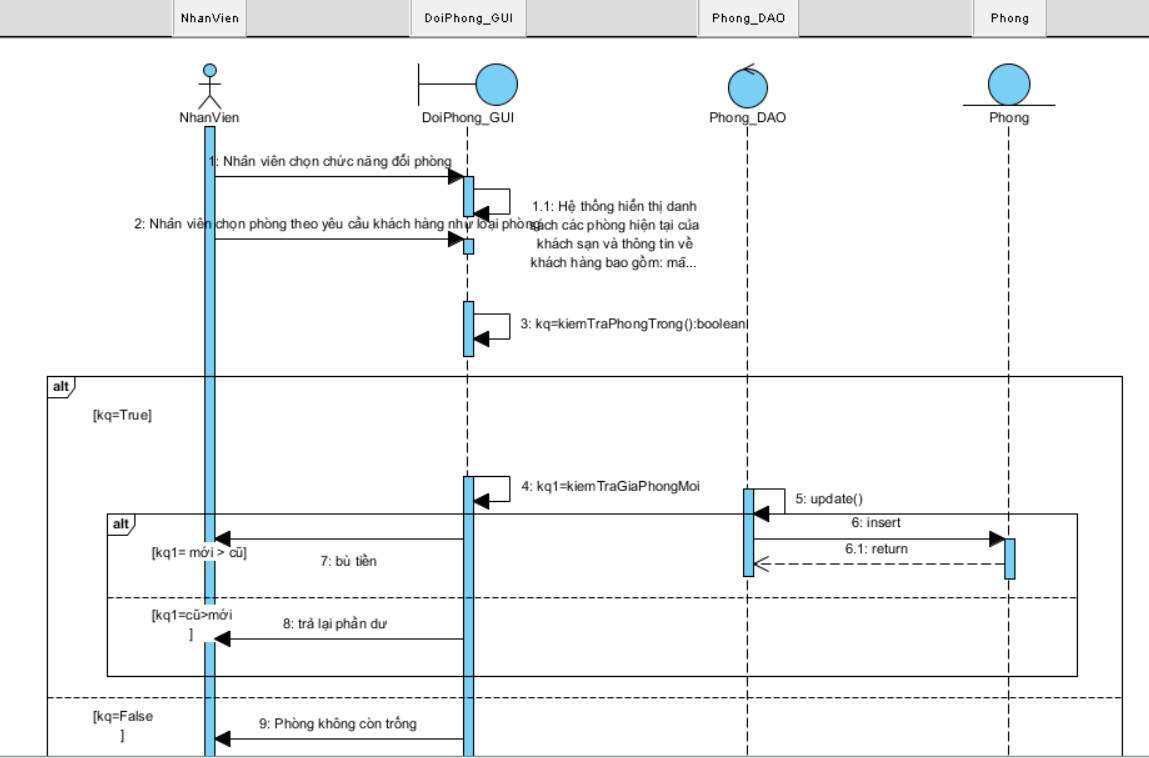 NhanVien
DoiPhong_GUI
Phong_DAO
Phong
NhanVien
DoiPhong_GUI
Phong_DAO
Phong
1: Nhân viên chọn chức năng đổi phòng
1.1: Hệ thống hiển thị danh
sách các phòng hiện tại của
khách sạn và thông tin về
khách hàng bao gồm: mã...
2: Nhân viên chọn phòng theo yêu cầu khách hàng như loại phòng
3: kq=kiemTraPhongTrong():boolean
alt
[kq=True]
4: kq1=kiemTraGiaPhongMoi
5: update()
alt
6: insert
[kq1= mới > cũ]
7: bù tiền
6.1: return
[kq1=cũ>mới
]
8: trả lại phần dư
[kq=False
]
9: Phòng không còn trống